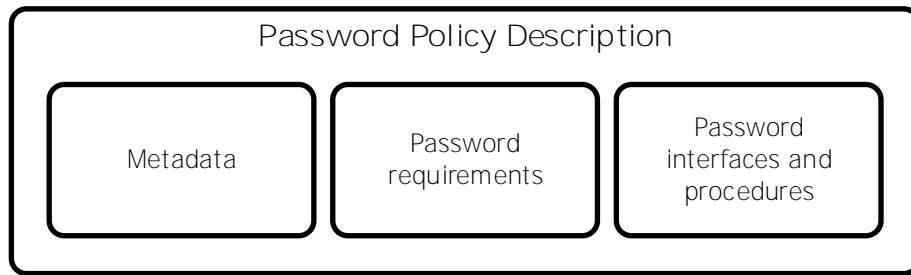 Password Policy Description
Metadata
Password
requirements
Password
interfaces and
procedures